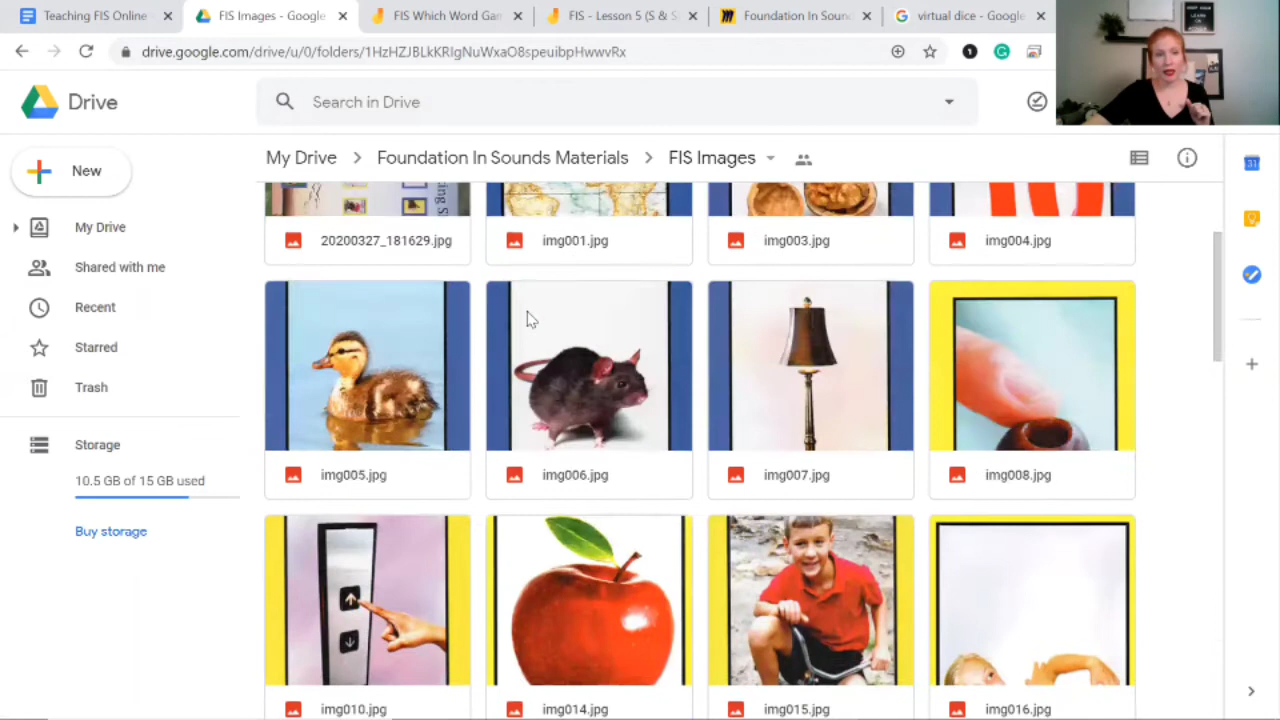 Teaching FIS Online
FIS Images - Google
FIS Which Word Ga
FIS - Lesson 5 (S & S
Foundation In Soun
virtual dice - Google
drive.google.com/drive/u/0/folders/1HzHZJBLkKRlgNuWxaO8speuibpHwwvRx
Drive
Search in Drive
New
My Drive
Foundation In Sounds Materials
FIS Images
My Drive
Shared with me
Recent
Starred
Trash
Storage
10.5 GB of 15 GB used
Buy storage
20200327_181629.jpg
img001.jpg
img003.jpg
img004.jpg
img005.jpg
img006.jpg
img007.jpg
img008.jpg
img010.jpg
img014.jpg
img015.jpg
img016.jpg
31